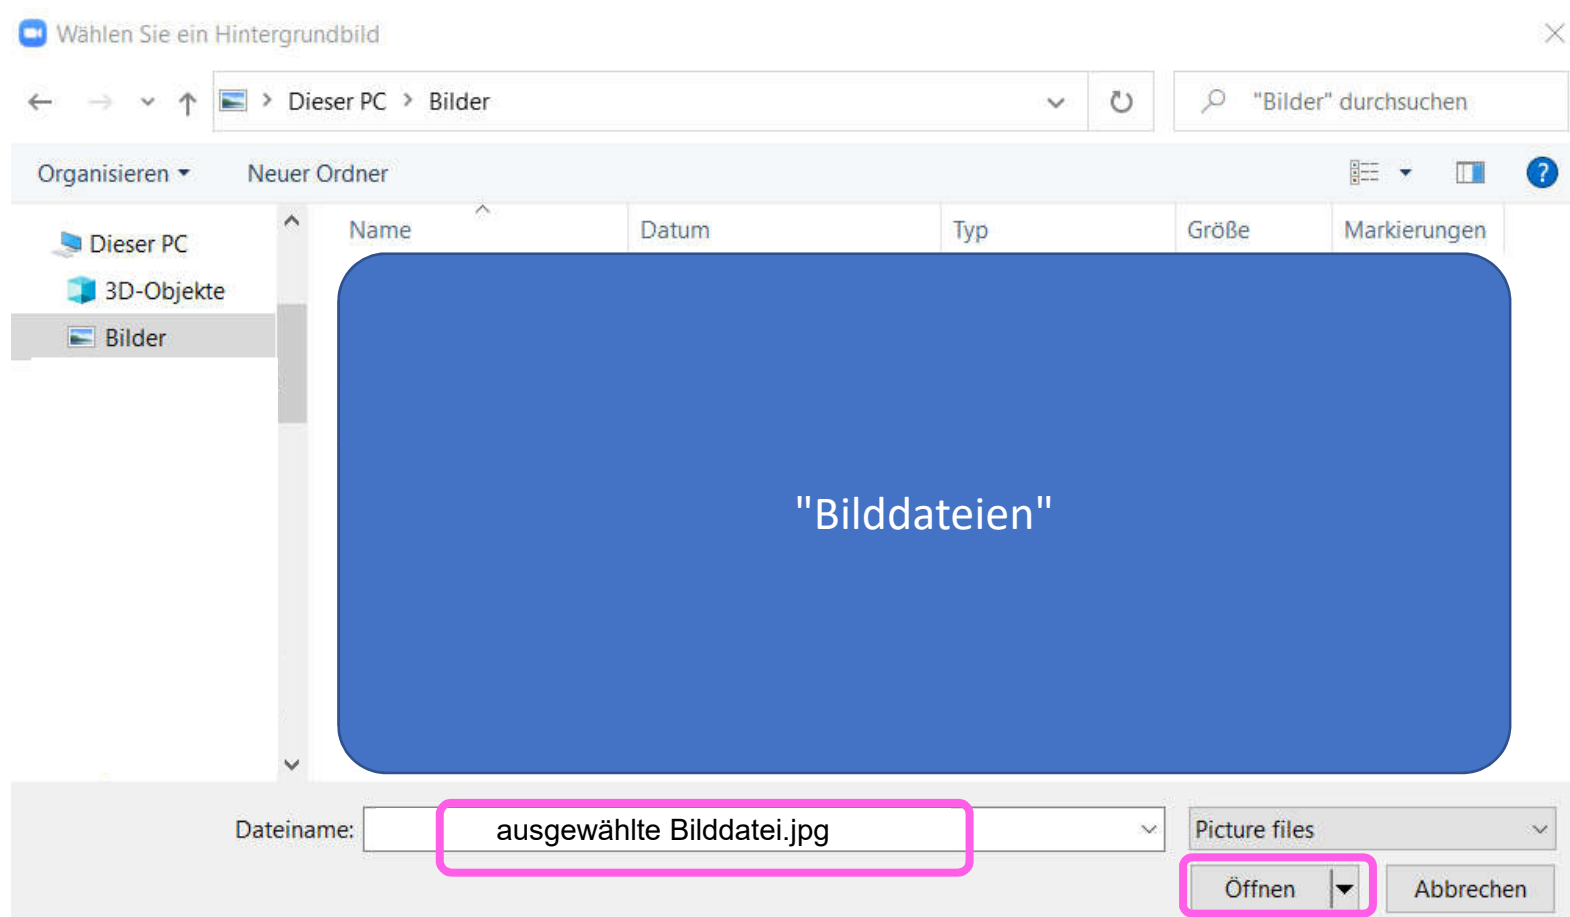 Wählen Sie ein Hintergrundbild
Dieser PC > Bilder
"Bilder" durchsuchen
Organisieren
Neuer Ordner
Name
Datum
Typ
Größe
Markierungen
Dieser PC
3D-Objekte
Bilder
"Bilddateien"
Dateiname:
ausgewählte Bilddatei.jpg
Picture files
Öffnen
Abbrechen